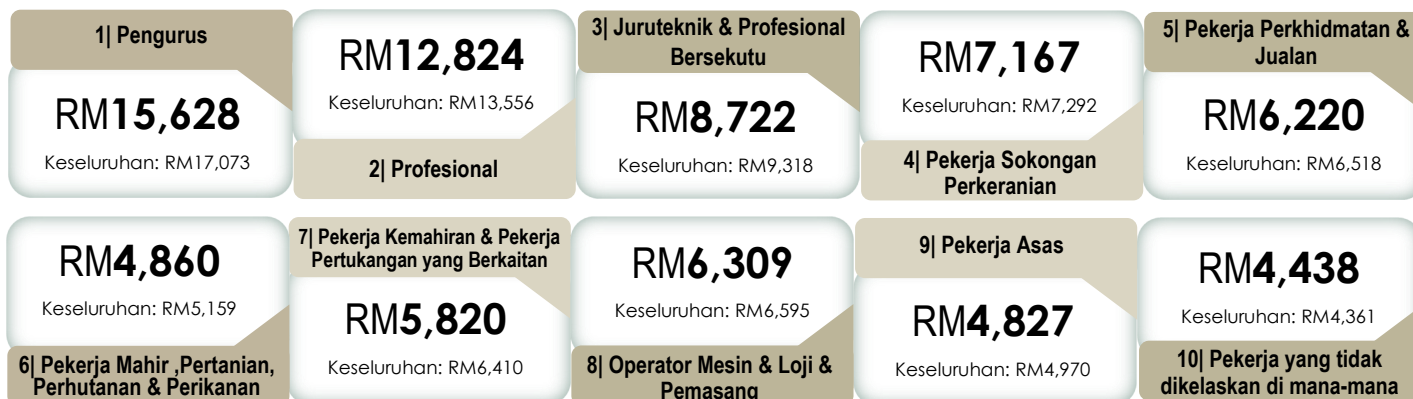 1| Pengurus
RM15,628
Keseluruhan: RM17,073
RM12,824
Keseluruhan: RM13,556
2| Profesional
3| Juruteknik & Profesional
Bersekutu
RM8,722
Keseluruhan: RM9,318
RM7,167
Keseluruhan: RM7,292
4| Pekerja Sokongan
Perkeranian
5| Pekerja Perkhidmatan &
Jualan
RM6,220
Keseluruhan: RM6,518
RM4,860
Keseluruhan: RM5,159
6| Pekerja Mahir ,Pertanian,
Perhutanan & Perikanan
7| Pekerja Kemahiran & Pekerja
Pertukangan yang Berkaitan
RM5,820
Keseluruhan: RM6,410
RM6,309
Keseluruhan: RM6,595
8| Operator Mesin & Loji &
Pemasang
9| Pekerja Asas
RM4,827
Keseluruhan: RM4,970
RM4,438
Keseluruhan: RM4,361
10| Pekerja yang tidak
dikelaskan di mana-mana